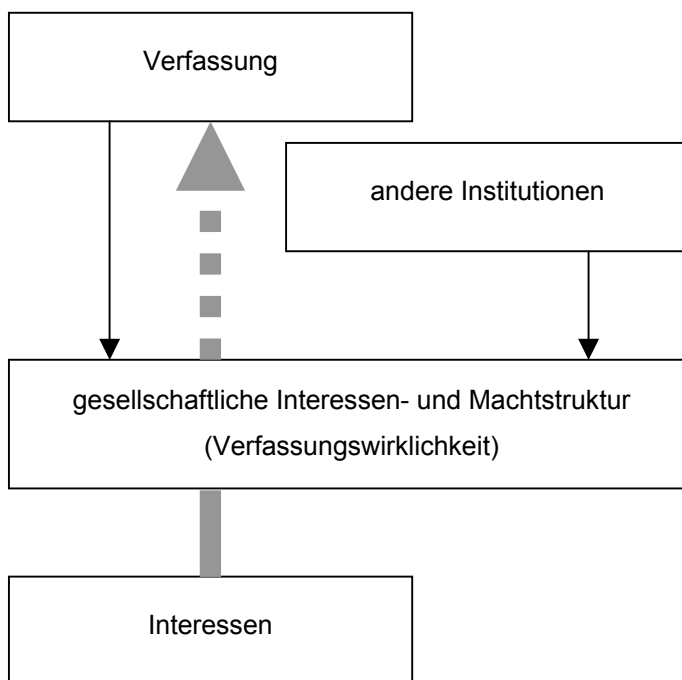 Verfassung
andere Institutionen
gesellschaftliche Interessen- und Machtstruktur
(Verfassungswirklichkeit)
Interessen